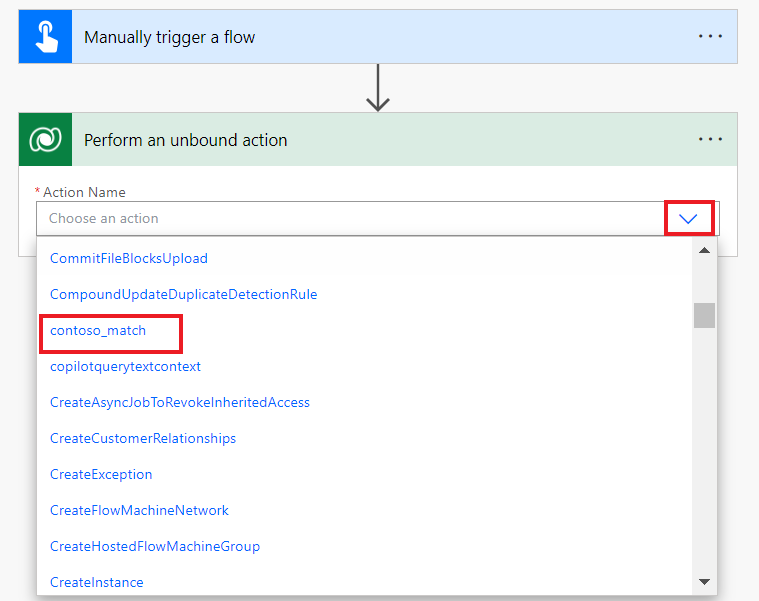 Manually trigger a flow
Perform an unbound action
* Action Name
Choose an action
CommitFileBlocksUpload
CompoundUpdateDuplicateDetectionRule
contoso_match
copilotquerytextcontext
CreateAsyncJobToRevokeInheritedAccess
CreateCustomerRelationships
CreateException
CreateFlowMachineNetwork
CreateHostedFlowMachineGroup
CreateInstance